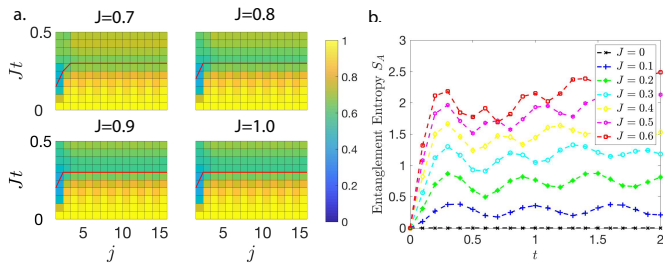 a.
J=0.7
J=0.8
0.5
Jt
0
1
0.8
0.6
0.4
0.2
0
J=0.9
J=1.0
0.5
Jt
0
5 10 15
5 10 15
j
j
b.
3
2.5
2
1.5
1
0.5
0
Entanglement Entropy S_A
0 0.5 1 1.5 2
t
J = 0
J = 0.1
J = 0.2
J = 0.3
J = 0.4
J = 0.5
J = 0.6